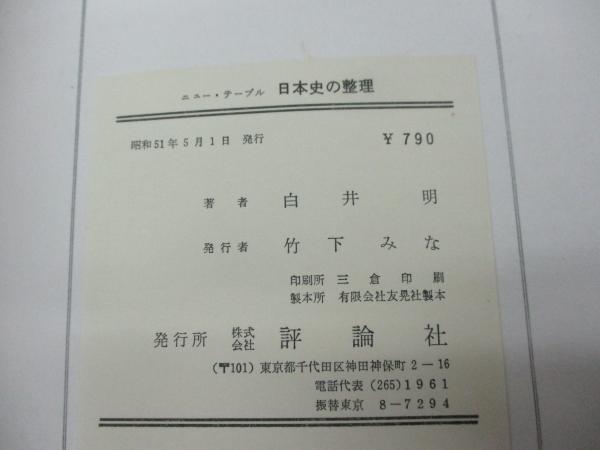 ニュー・テーブル 日本史の整理
昭和51年5月1日 発行 ¥790
著者 白井明
発行者 竹下みな
印刷所 三倉印刷
製本所 有限会社友晃社製本
発行所 株式会社 評論社
(〒101) 東京都千代田区神田神保町2―16
電話代表 (265) 1961
振替東京 8―7294